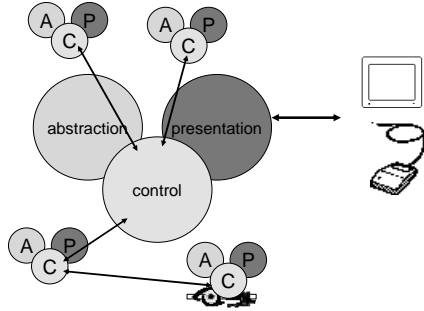 A P A P
C C
abstraction presentation
control
A P A P
C C